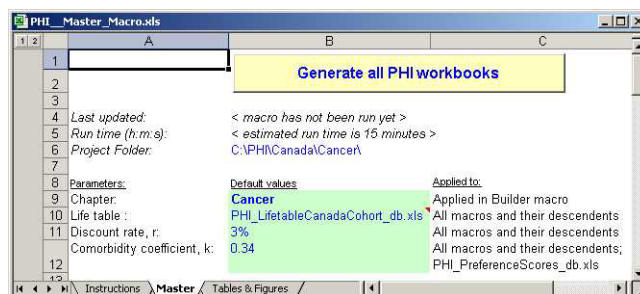 PHI__Master_Macro.xls
1 2 A B C
1 Generate all PHI workbooks
2
3
4 Last updated: < macro has not been run yet >
5 Run time (h:m:s): < estimated run time is 15 minutes >
6 Project Folder: C:\PHI\Canada\Cancer\
7
8 Parameters: Default values Applied to:
9 Chapter: Cancer Applied in Builder macro
10 Life table : PHI_LifetableCanadaCohort_db.xls All macros and their descendents
11 Discount rate, r: 3% All macros and their descendents
Comorbidity coefficient, k: 0.34 All macros and their descendents;
12 PHI_PreferenceScores_db.xls
13
Instructions Master Tables & Figures